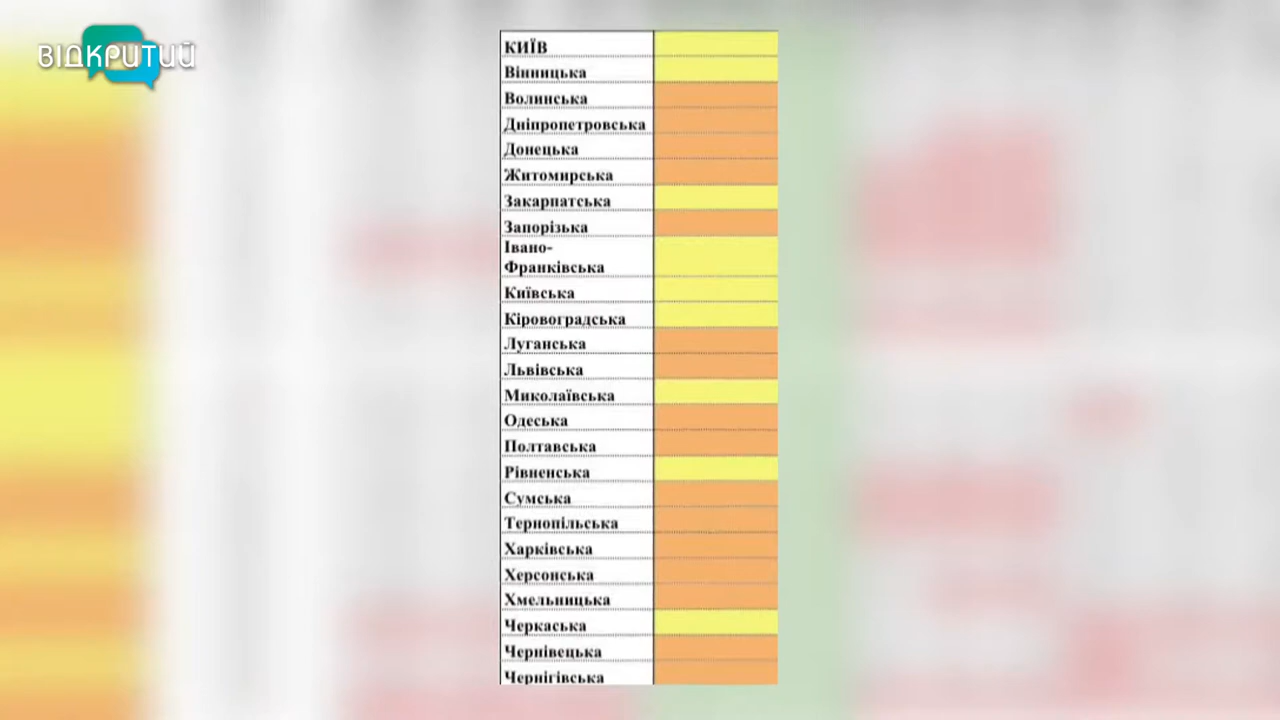 ВІДКРИТИЙ
КИЇВ
Вінницька
Волинська
Дніпропетровська
Донецька
Житомирська
Закарпатська
Запорізька
Івано-
Франківська
Київська
Кіровоградська
Луганська
Львівська
Миколаївська
Одеська
Полтавська
Рівненська
Сумська
Тернопільська
Харківська
Херсонська
Хмельницька
Черкаська
Чернівецька
Чернігівська